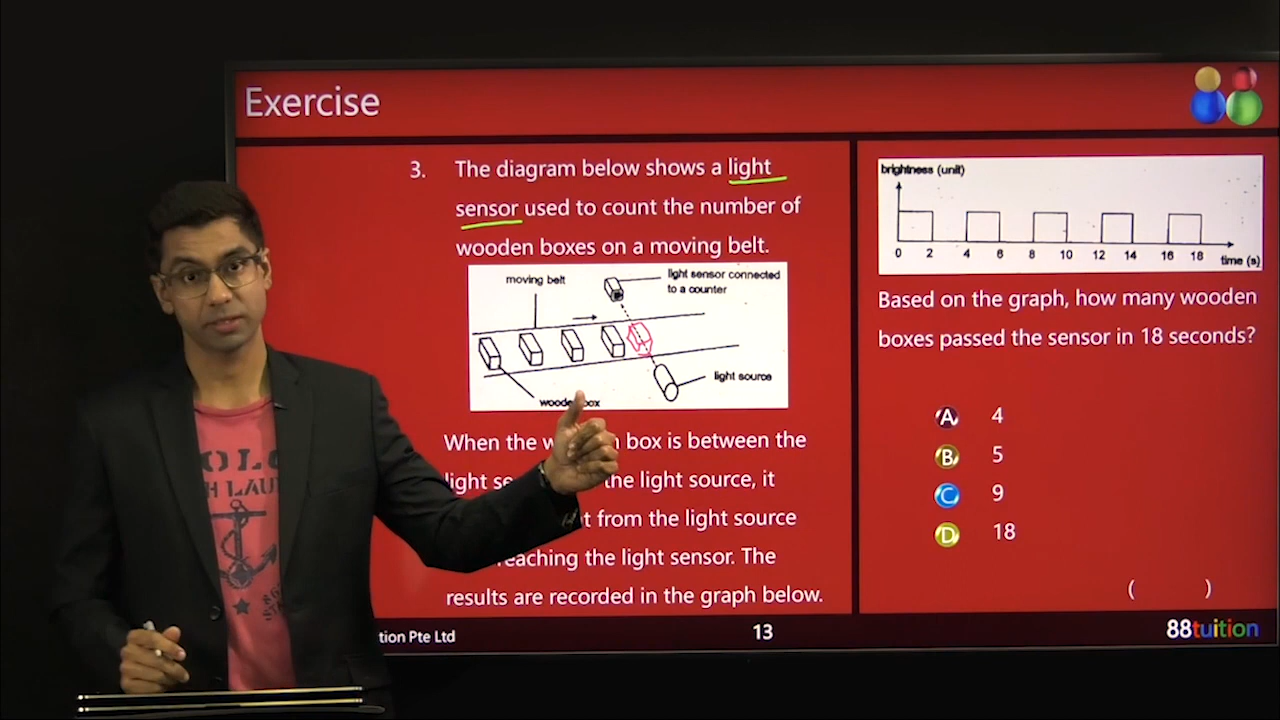 Exercise
3. The diagram below shows a light
sensor used to count the number of
wooden boxes on a moving belt.
moving belt
light sensor connected
to a counter
light source
When the box is between the
light the light source, it
from the light source
reaching the light sensor. The
results are recorded in the graph below.
brightness (unit)
0 2 4 6 8 10 12 14 16 18 time (s)
Based on the graph, how many wooden
boxes passed the sensor in 18 seconds?
A 4
B 5
C 9
D 18
( )
Pte Ltd
13
88tuition